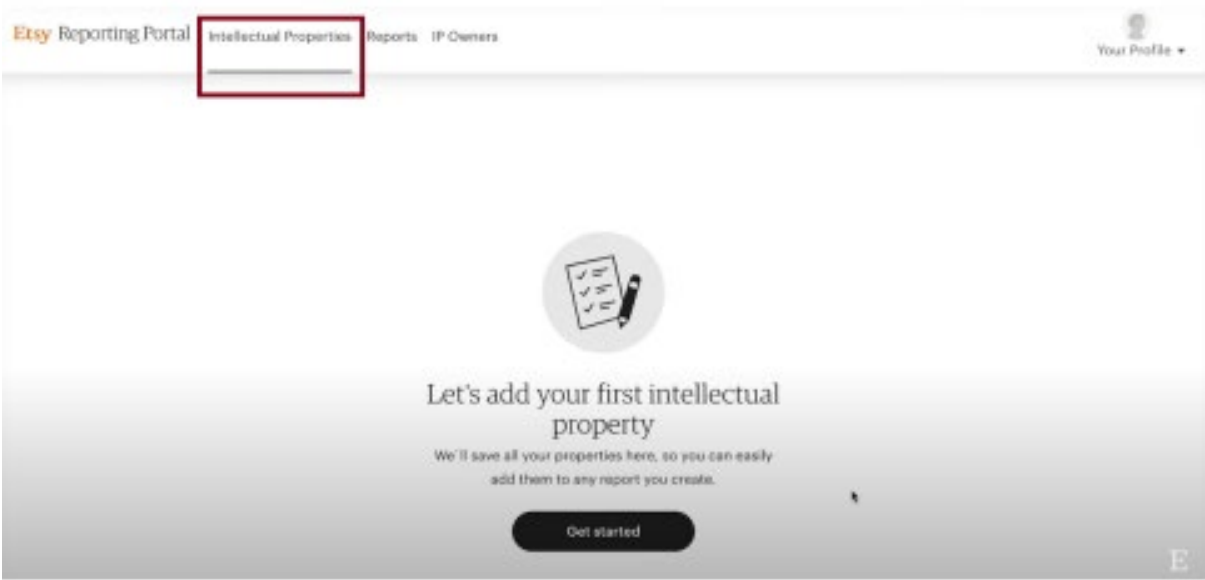 Etsy Reporting Portal Intellectual Properties Reports IP Owners
Your Profile
Let's add your first intellectual
property
We'll save all your properties here, so you can easily
add them to any report you create.
Get started
E